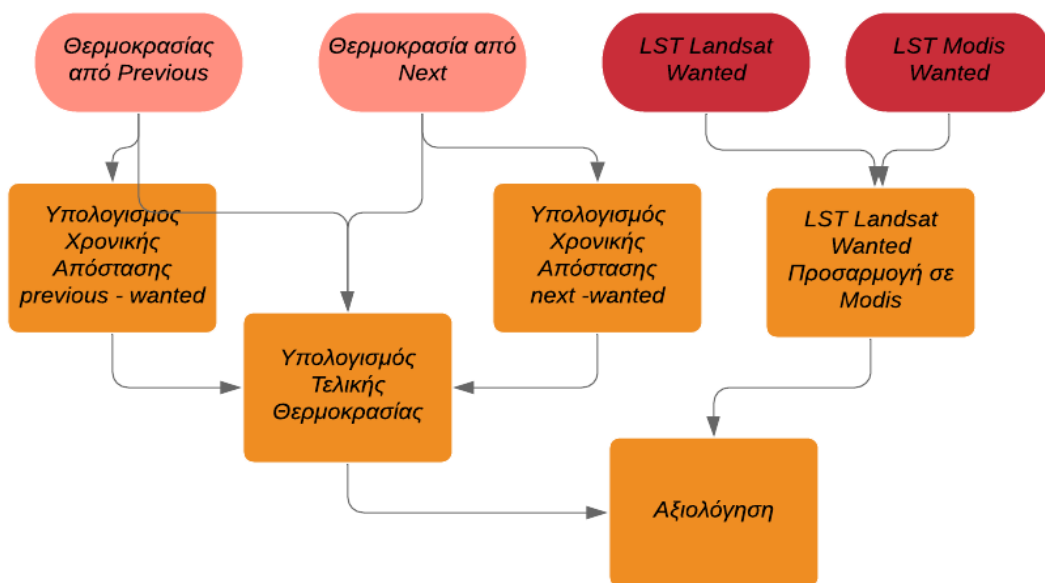 Θερμοκρασίας
από Previous
Θερμοκρασία από
Next
LST Landsat
Wanted
LST Modis
Wanted
Υπολογισμος
Χρονικής
Απόστασης
previous - wanted
Υπολογισμός
Χρονικής
Απόστασης
next -wanted
LST Landsat
Wanted
Προσαρμογή σε
Modis
Υπολογισμός
Τελικής
Θερμοκρασίας
Αξιολόγηση